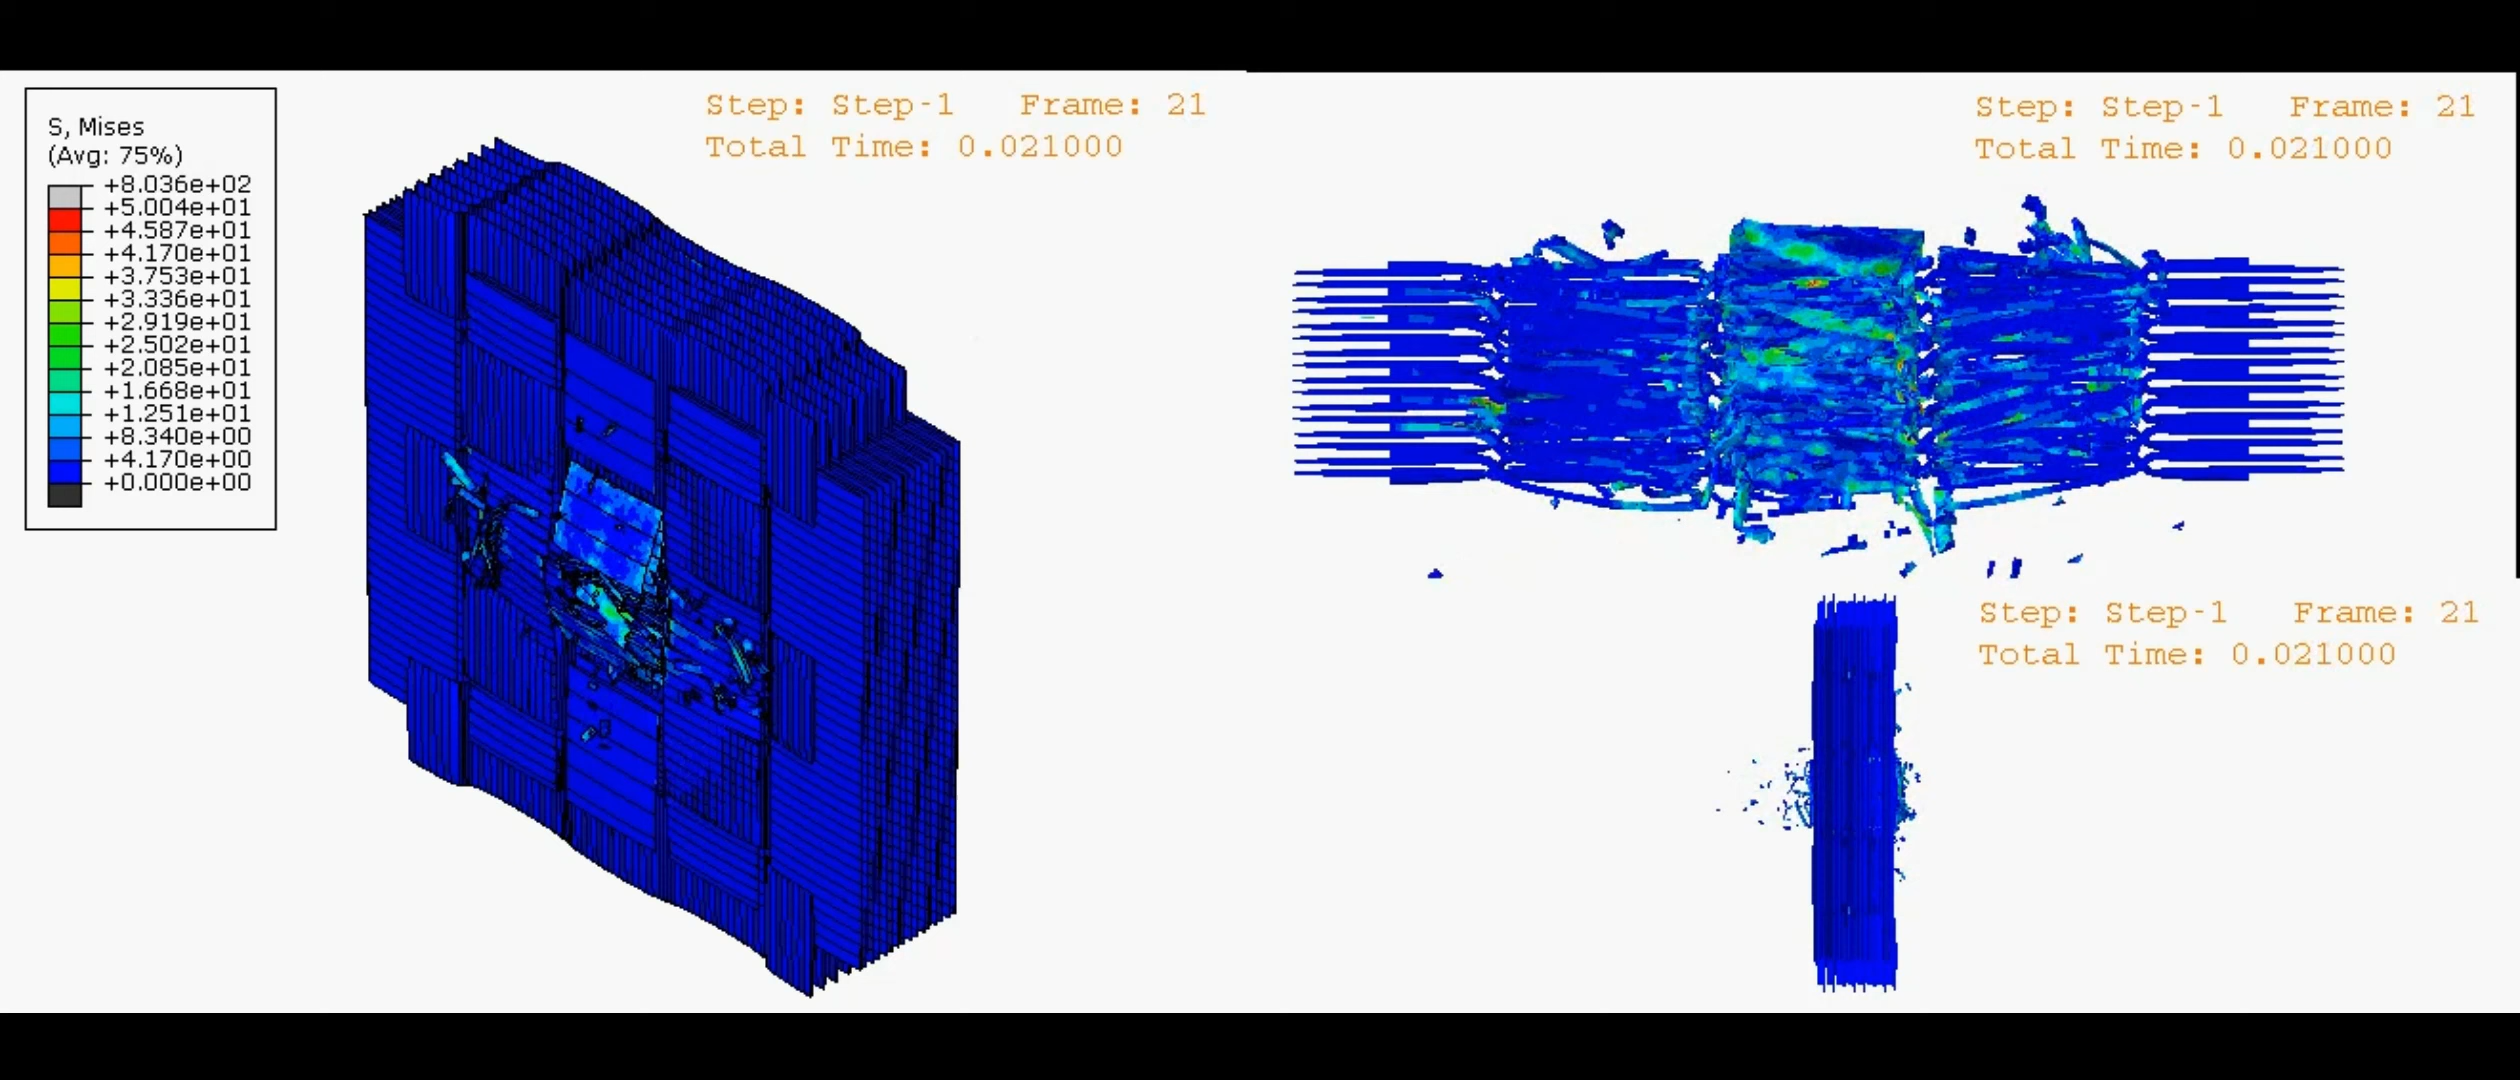 S, Mises
(Avg: 75%)
+8.036e+02
+5.004e+01
+4.587e+01
+4.170e+01
+3.753e+01
+3.336e+01
+2.919e+01
+2.502e+01
+2.085e+01
+1.668e+01
+1.251e+01
+8.340e+00
+4.170e+00
+0.000e+00
Step: Step-1 Frame: 21
Total Time: 0.021000
Step: Step-1 Frame: 21
Total Time: 0.021000
Step: Step-1 Frame: 21
Total Time: 0.021000